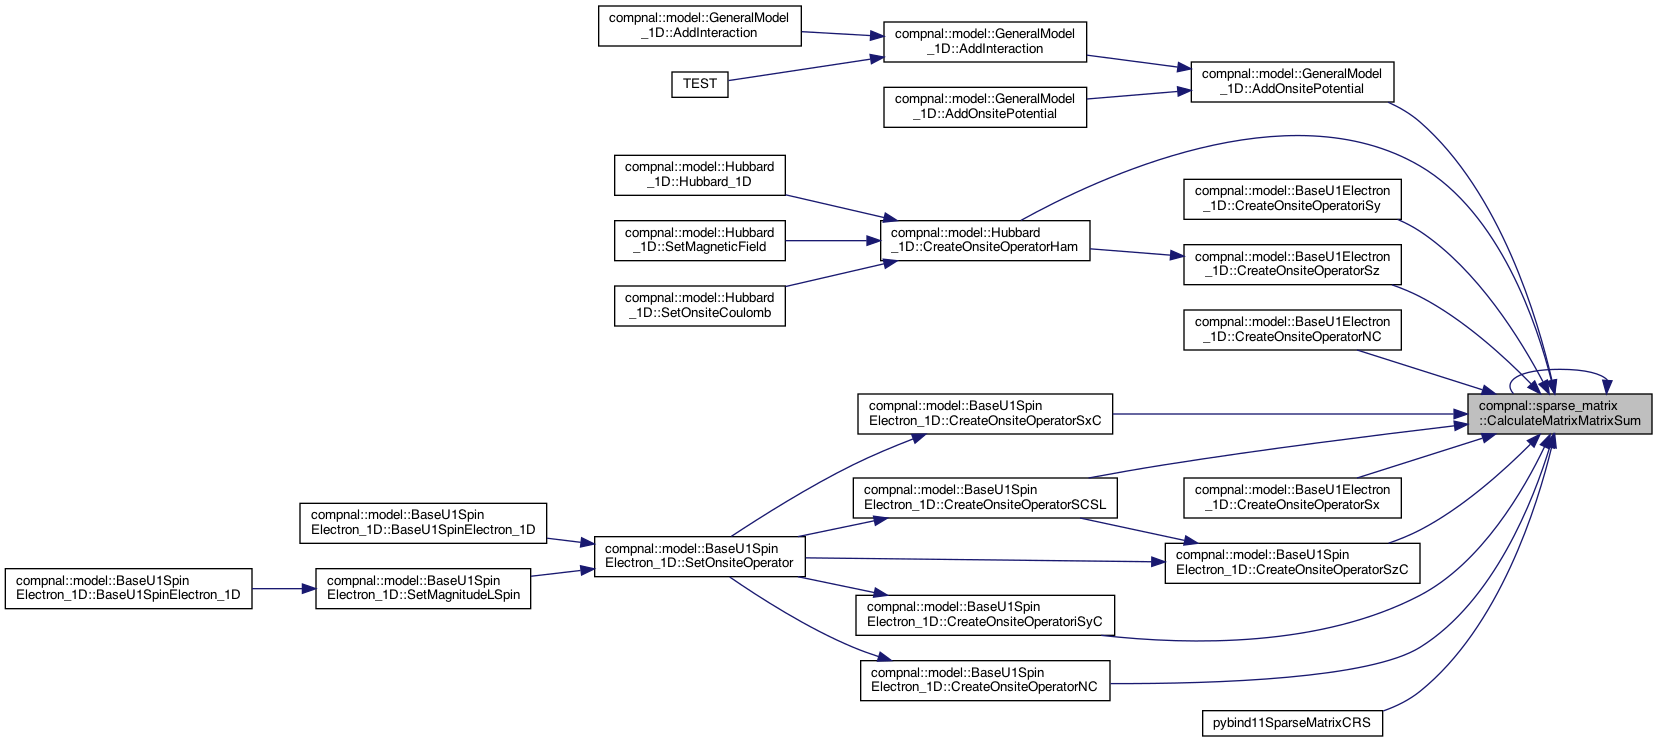 compnal::model::GeneralModel
_1D::AddInteraction
compnal::model::GeneralModel
_1D::AddInteraction
TEST
compnal::model::GeneralModel
_1D::AddOnsitePotential
compnal::model::GeneralModel
_1D::AddOnsitePotential
compnal::model::Hubbard
_1D::Hubbard_1D
compnal::model::BaseU1Electron
_1D::CreateOnsiteOperatoriSy
compnal::model::Hubbard
_1D::SetMagneticField
compnal::model::Hubbard
_1D::CreateOnsiteOperatorHam
compnal::model::BaseU1Electron
_1D::CreateOnsiteOperatorSz
compnal::model::Hubbard
_1D::SetOnsiteCoulomb
compnal::model::BaseU1Electron
_1D::CreateOnsiteOperatorNC
compnal::model::BaseU1Spin
Electron_1D::CreateOnsiteOperatorSxC
compnal::sparse_matrix
::CalculateMatrixMatrixSum
compnal::model::BaseU1Spin
Electron_1D::CreateOnsiteOperatorSCSL
compnal::model::BaseU1Electron
_1D::CreateOnsiteOperatorSx
compnal::model::BaseU1Spin
Electron_1D::BaseU1SpinElectron_1D
compnal::model::BaseU1Spin
Electron_1D::SetOnsiteOperator
compnal::model::BaseU1Spin
Electron_1D::CreateOnsiteOperatorSzC
compnal::model::BaseU1Spin
Electron_1D::BaseU1SpinElectron_1D
compnal::model::BaseU1Spin
Electron_1D::SetMagnitudeLSpin
compnal::model::BaseU1Spin
Electron_1D::CreateOnsiteOperatoriSyC
compnal::model::BaseU1Spin
Electron_1D::CreateOnsiteOperatorNC
pybind11SparseMatrixCRS